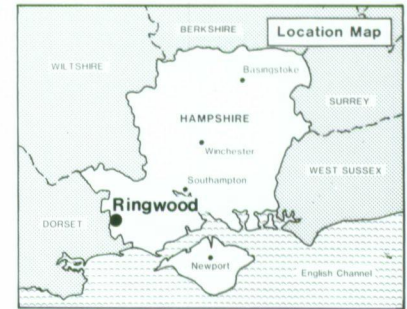 BERKSHIRE
Location Map
WILTSHIRE
Basingstoke
SURREY
HAMPSHIRE
Winchester
WEST SUSSEX
Southampton
Ringwood
DORSET
Newport
English Channel